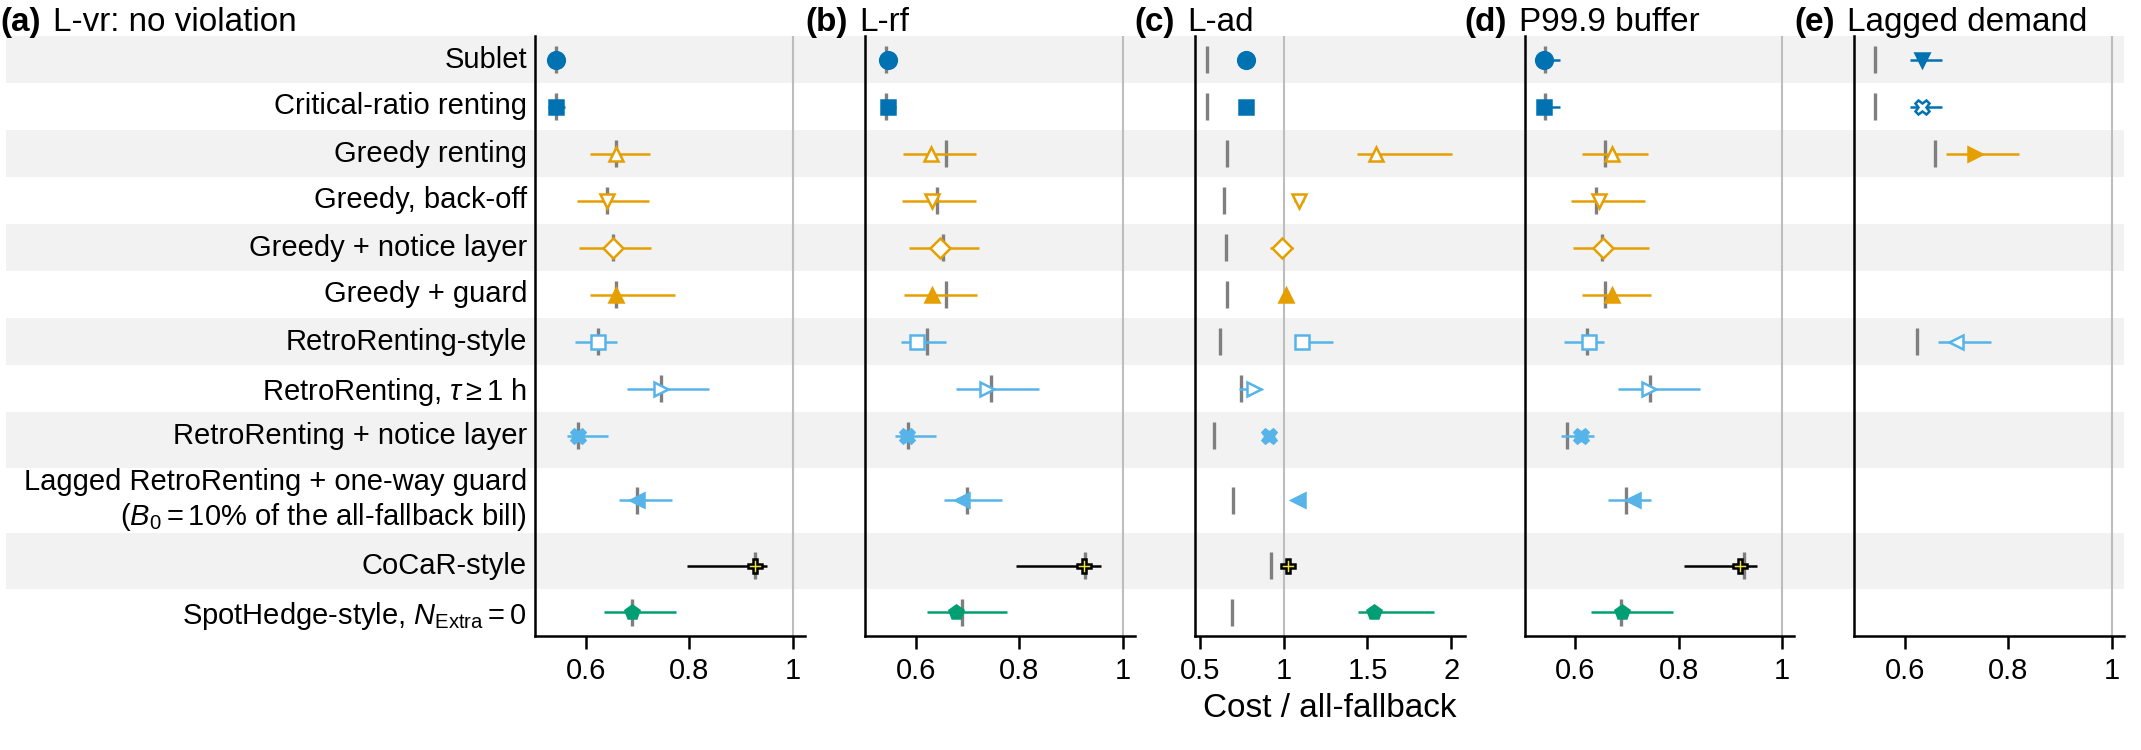 (a) L-vr: no violation
(b) L-rf
(c) L-ad
(d) P99.9 buffer
(e) Lagged demand
Sublet
Critical-ratio renting
Greedy renting
Greedy, back-off
Greedy + notice layer
Greedy + guard
RetroRenting-style
RetroRenting, τ ≥ 1 h
RetroRenting + notice layer
Lagged RetroRenting + one-way guard
(B₀ = 10% of the all-fallback bill)
CoCaR-style
SpotHedge-style, N_Extra = 0
0.6 0.8 1
0.6 0.8 1
0.5 1 1.5 2
0.6 0.8 1
0.6 0.8 1
Cost / all-fallback